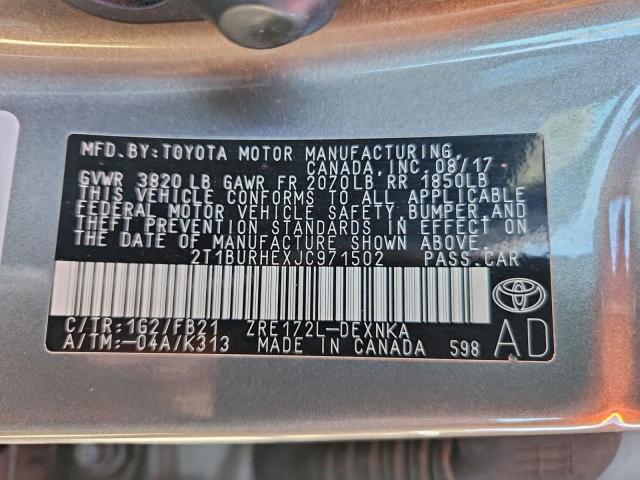 MFD.BY:TOYOTA MOTOR MANUFACTURING,
CANADA, INC. 08/17
GVWR 3820 LB GAWR FR 2070LB RR 1850LB
THIS VEHICLE CONFORMS TO ALL APPLICABLE
FEDERAL MOTOR VEHICLE SAFETY, BUMPER, AND
THEFT PREVENTION STANDARDS IN EFFECT ON
THE DATE OF MANUFACTURE SHOWN ABOVE.
2T1BURHEXJC971502 PASS.CAR
C/TR:1G2/FB21 ZRE172L-DEXNKA
A/TM:-04A/K313 MADE IN CANADA 598
AD